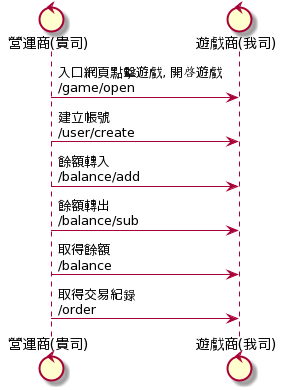 營運商(貴司)
遊戲商(我司)
入口網頁點擊遊戲, 開啓遊戲
/game/open
建立帳號
/user/create
餘額轉入
/balance/add
餘額轉出
/balance/sub
取得餘額
/balance
取得交易紀錄
/order
營運商(貴司)
遊戲商(我司)